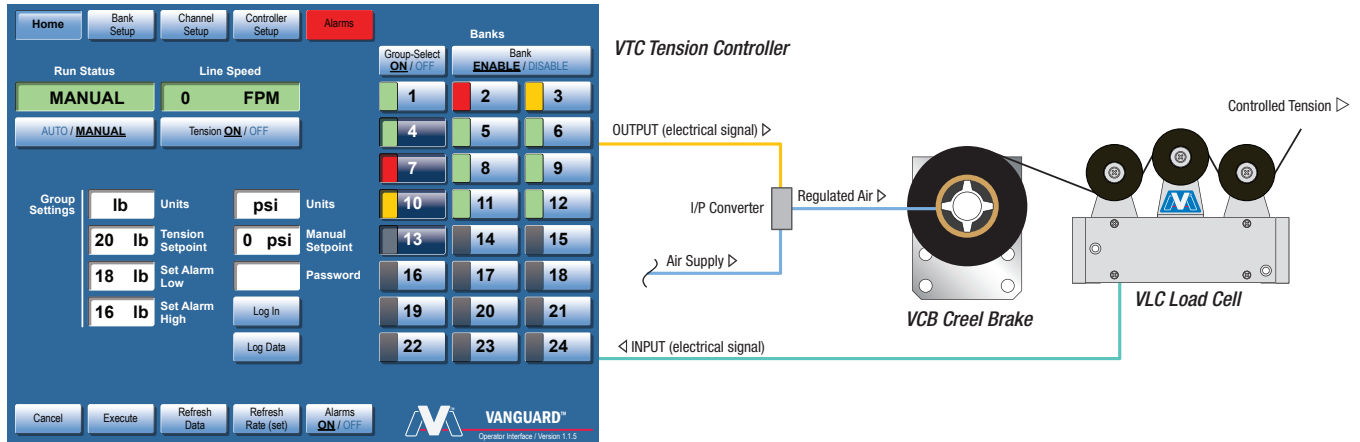 Home
Bank Setup
Channel Setup
Controller Setup
Alarms
Banks
Run Status
Line Speed
Group-Select ON / OFF
Bank ENABLE / DISABLE
MANUAL
0 FPM
AUTO / MANUAL
Tension ON / OFF
1 2 3
4 5 6
7 8 9
10 11 12
13 14 15
16 17 18
19 20 21
22 23 24
Group Settings
lb Units
20 lb Tension Setpoint
18 lb Set Alarm Low
16 lb Set Alarm High
psi Units
0 psi Manual Setpoint
Password
Log In
Log Data
Cancel
Execute
Refresh Data
Refresh Rate (set)
Alarms ON / OFF
VANGUARD™
Operator Interface / Version 1.1.5
VTC Tension Controller
OUTPUT (electrical signal) ▷
I/P Converter
Regulated Air ▷
Air Supply ▷
◁ INPUT (electrical signal)
VCB Creel Brake
Controlled Tension ▷
VLC Load Cell